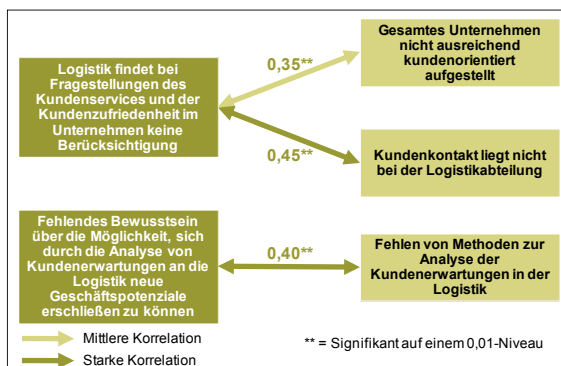 Logistik findet bei
Fragestellungen des
Kundenservices und der
Kundenzufriedenheit im
Unternehmen keine
Berücksichtigung
0,35**
Gesamtes Unternehmen
nicht ausreichend
kundenorientiert
aufgestellt
0,45**
Kundenkontakt liegt nicht
bei der Logistikabteilung
Fehlendes Bewusstsein
über die Möglichkeit, sich
durch die Analyse von
Kundenerwartungen an die
Logistik neue
Geschäftspotenziale
erschließen zu können
0,40**
Fehlen von Methoden zur
Analyse der
Kundenerwartungen in der
Logistik
Mittlere Korrelation
Starke Korrelation
** = Signifikant auf einem 0,01-Niveau